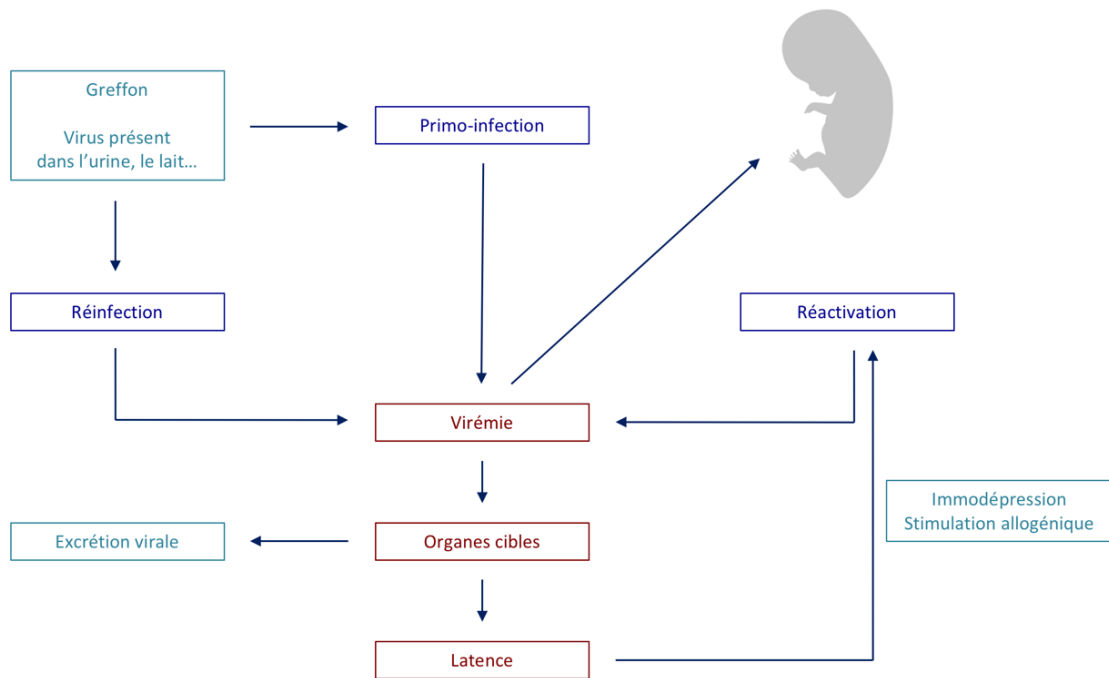 Greffon
Virus présent
dans l’urine, le lait…
Primo-infection
Réinfection
Réactivation
Virémie
Immodépression
Stimulation allogénique
Excrétion virale
Organes cibles
Latence